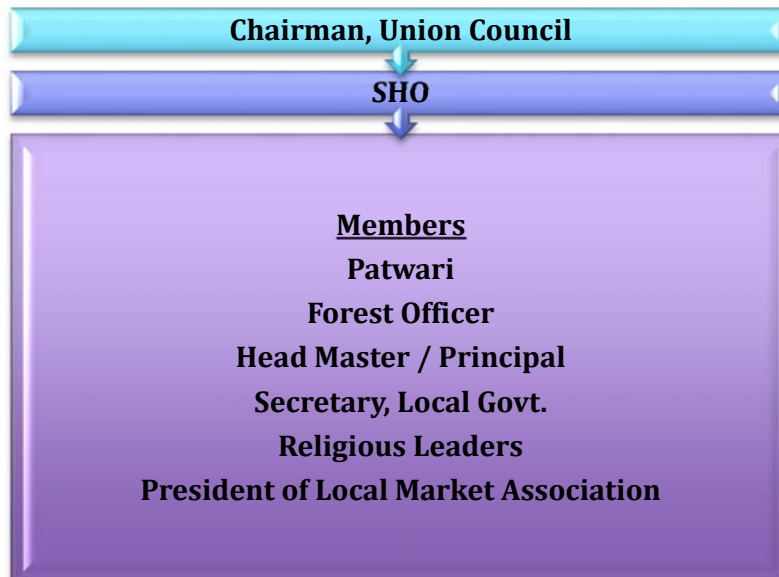 Chairman, Union Council
SHO
Members
Patwari
Forest Officer
Head Master / Principal
Secretary, Local Govt.
Religious Leaders
President of Local Market Association